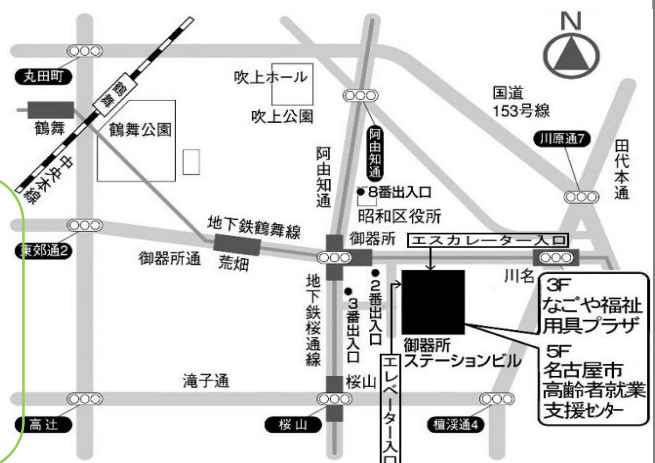 N
丸田町
鶴舞
吹上ホール
吹上公園
国道
153号線
鶴舞
鶴舞公園
中央本線
阿由知通
阿由知通
川原通7
田代本通
8番出入口
昭和区役所
東郊通2
地下鉄鶴舞線
御器所
エスカレーター入口
御器所通
荒畑
川名
地下鉄桜通線
3番出入口
2番出入口
エレベーター入口
御器所
ステーションビル
3F
なごや福祉
用具プラザ
5F
名古屋市
高齢者就業
支援センター
滝子通
桜山
高辻
桜山
檀渓通4